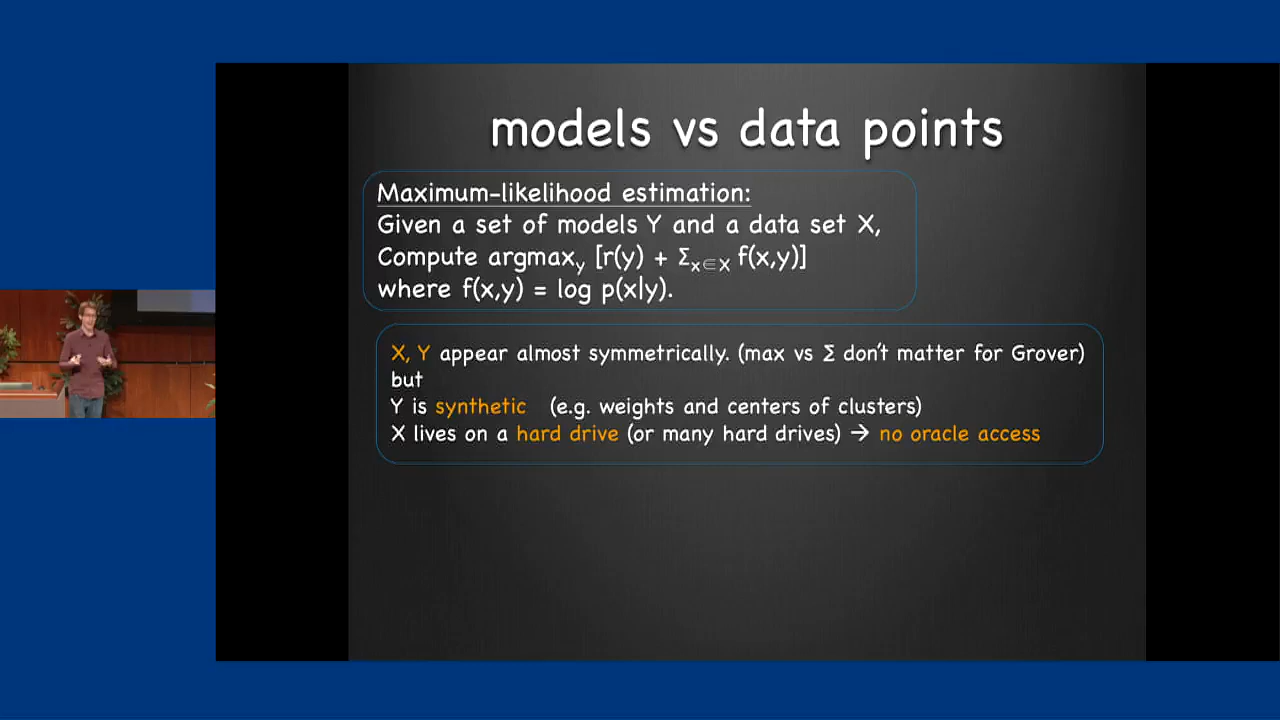 models vs data points
Maximum-likelihood estimation:
Given a set of models Y and a data set X,
Compute argmaxy [r(y) + Σx∈X f(x,y)]
where f(x,y) = log p(x|y).
X, Y appear almost symmetrically. (max vs Σ don't matter for Grover)
but
Y is synthetic (e.g. weights and centers of clusters)
X lives on a hard drive (or many hard drives) → no oracle access